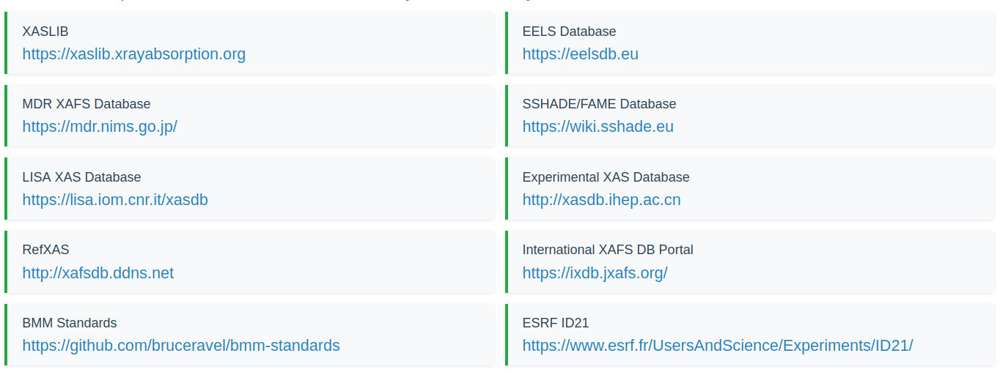 XASLIB
https://xaslib.xrayabsorption.org
EELS Database
https://eelsdb.eu
MDR XAFS Database
https://mdr.nims.go.jp/
SSHADE/FAME Database
https://wiki.sshade.eu
LISA XAS Database
https://lisa.iom.cnr.it/xasdb
Experimental XAS Database
http://xasdb.ihep.ac.cn
RefXAS
http://xafsdb.ddns.net
International XAFS DB Portal
https://ixdb.jxafs.org/
BMM Standards
https://github.com/bruceravel/bmm-standards
ESRF ID21
https://www.esrf.fr/UsersAndScience/Experiments/ID21/